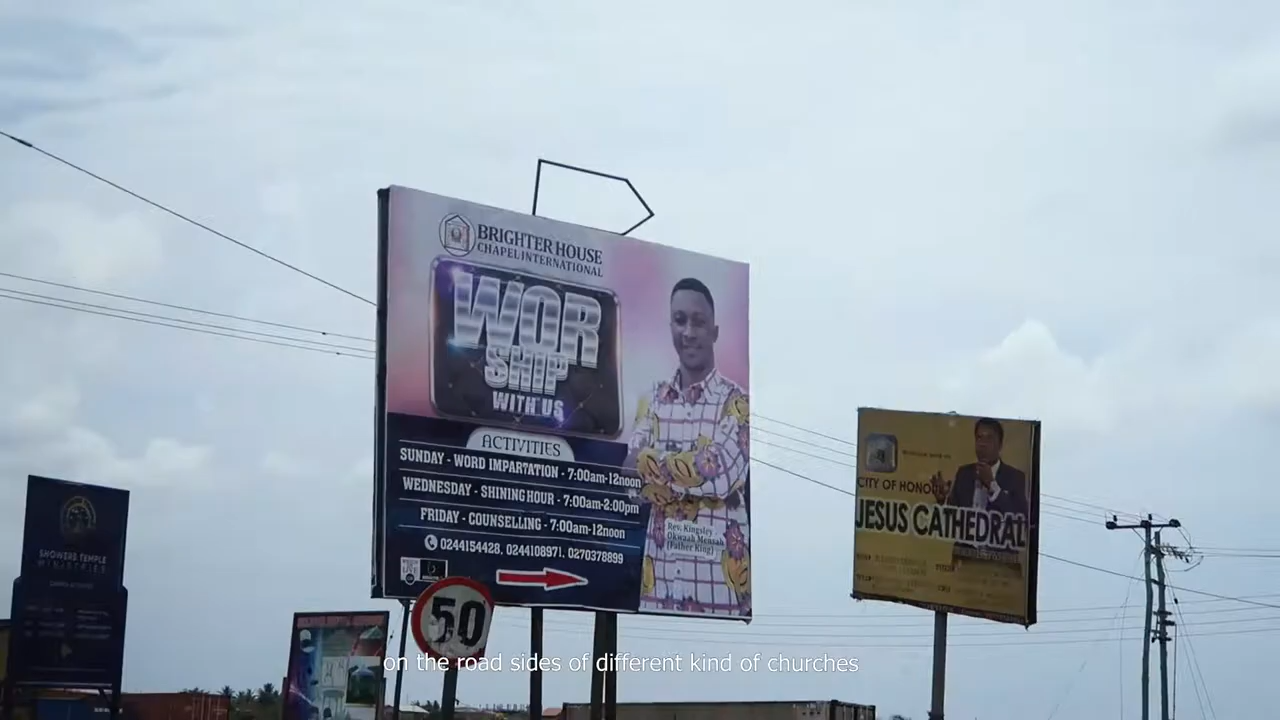 BRIGHTER HOUSE
CHAPEL INTERNATIONAL
WOR
SHIP
WITH US
ACTIVITIES
SUNDAY - WORD IMPARTATION - 7:00am-12noon
WEDNESDAY - SHINING HOUR - 7:00am-2:00pm
FRIDAY - COUNSELLING - 7:00am-12noon
0244154428, 0244108971, 0270378899
Rev. Kingsley
Okwaah Mensah
(Father King)
CITY OF HONOUR
JESUS CATHEDRAL
SHOWERS TEMPLE
MINISTRIES
50
on the road sides of different kind of churches